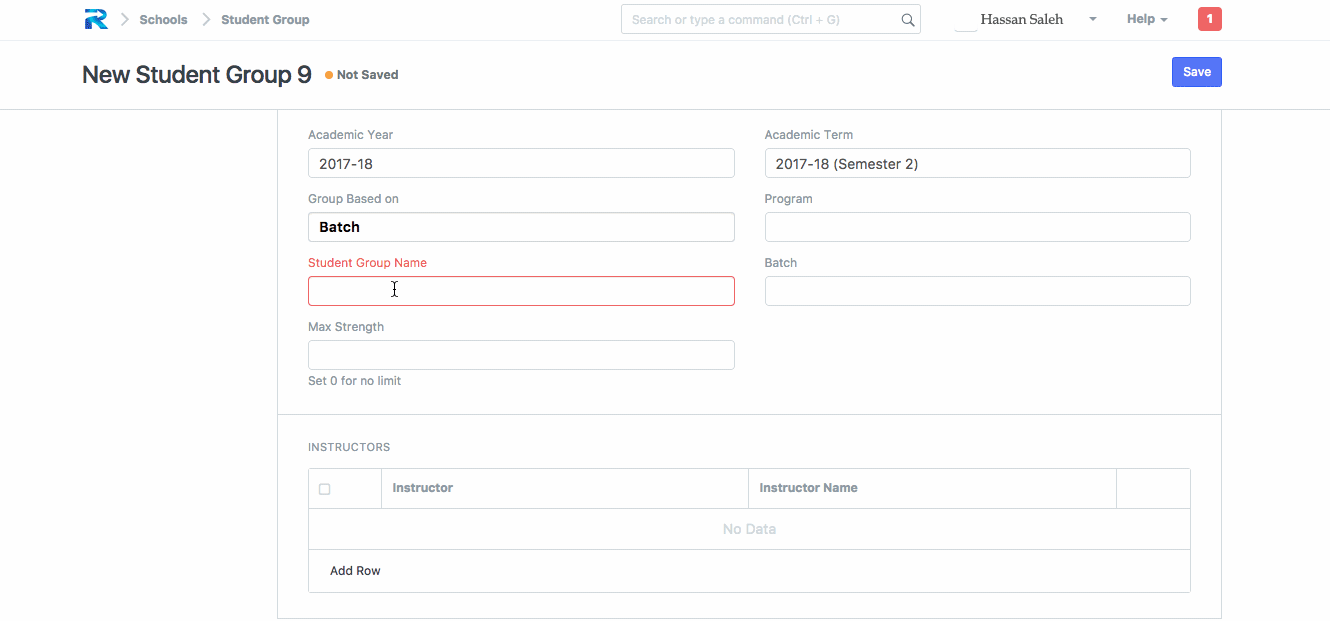 Schools Student Group Search or type a command (Ctrl + G) Hassan Saleh Help 1
New Student Group 9 Not Saved Save
Academic Year Academic Term
2017-18 2017-18 (Semester 2)
Group Based on Program
Batch
Student Group Name Batch
Max Strength
Set 0 for no limit
INSTRUCTORS
Instructor Instructor Name
No Data
Add Row